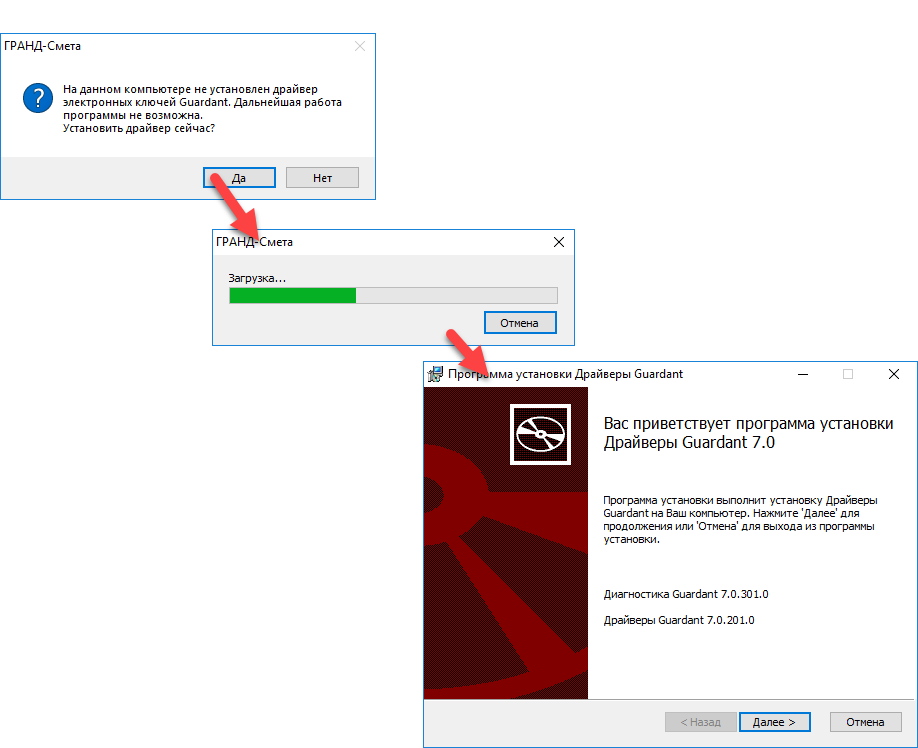 ГРАНД-Смета
На данном компьютере не установлен драйвер
электронных ключей Guardant. Дальнейшая работа
программы не возможна.
Установить драйвер сейчас?
Да
Нет
ГРАНД-Смета
Загрузка...
Отмена
Программа установки Драйверы Guardant
Вас приветствует программа установки
Драйверы Guardant 7.0
Программа установки выполнит установку Драйверы
Guardant на Ваш компьютер. Нажмите 'Далее' для
продолжения или 'Отмена' для выхода из программы
установки.
Диагностика Guardant 7.0.301.0
Драйверы Guardant 7.0.201.0
< Назад
Далее >
Отмена